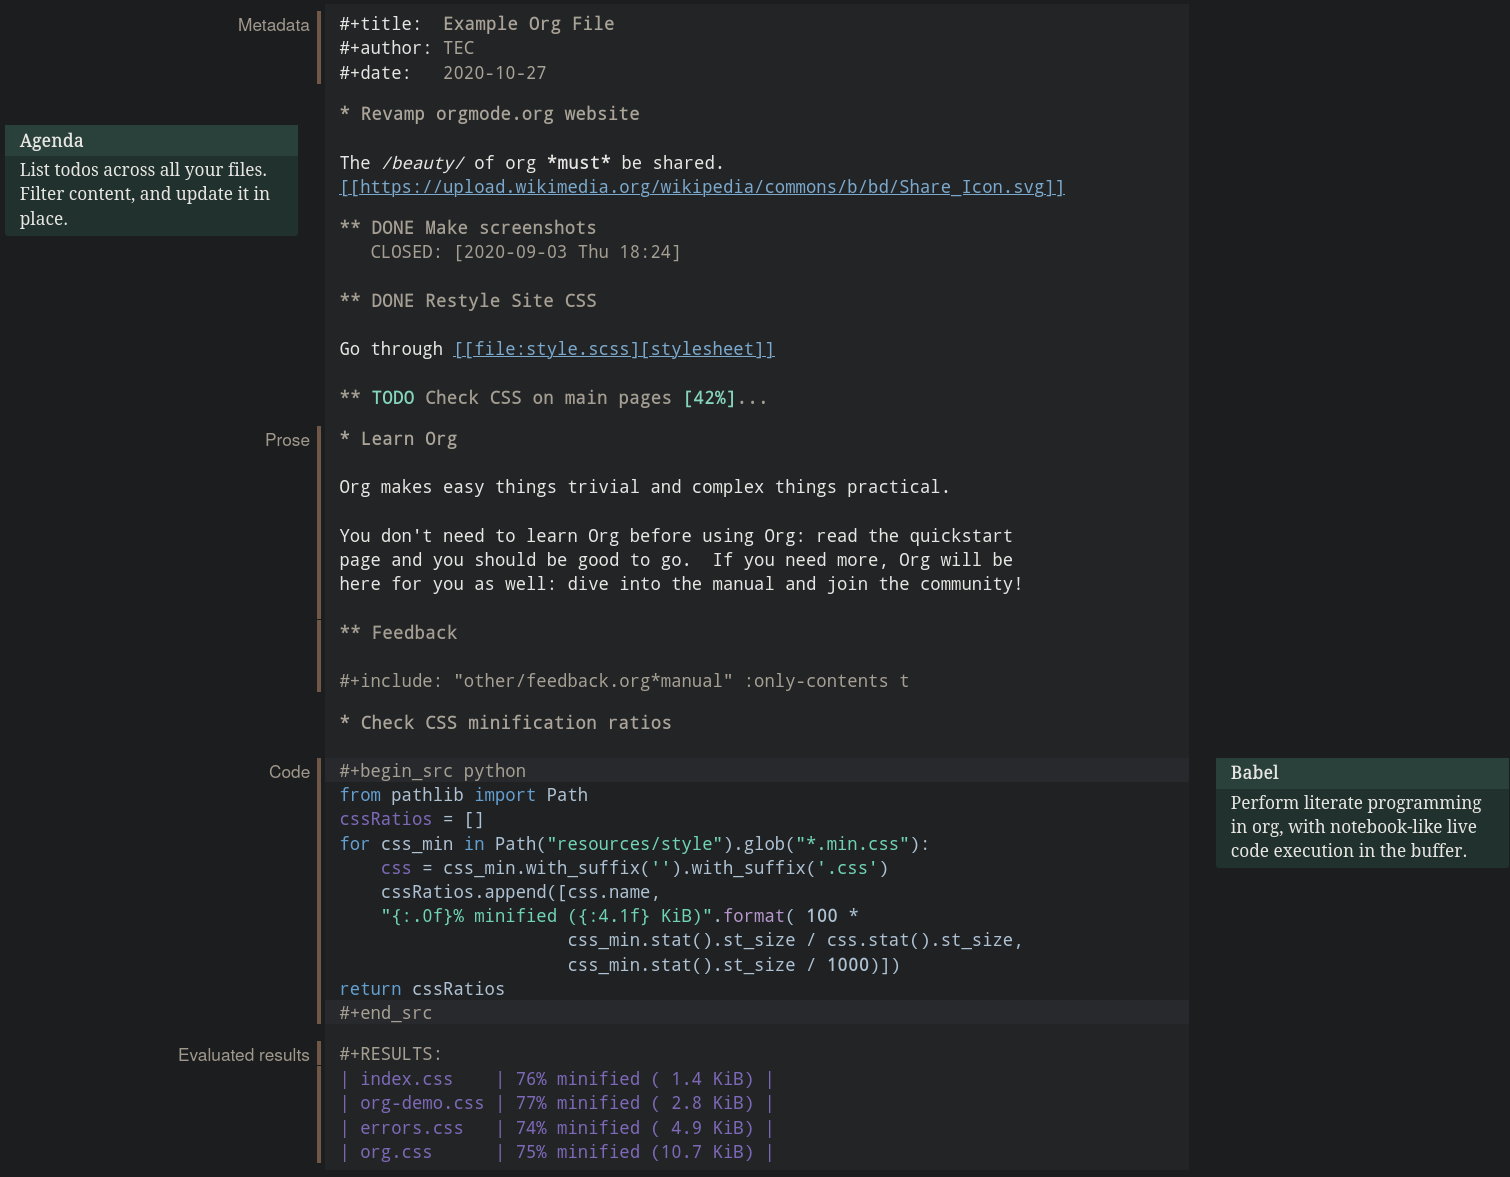 Metadata
#+title:  Example Org File
#+author: TEC
#+date:   2020-10-27
* Revamp orgmode.org website
Agenda
List todos across all your files.
Filter content, and update it in
place.
The /beauty/ of org *must* be shared.
[[https://upload.wikimedia.org/wikipedia/commons/b/bd/Share_Icon.svg]]
** DONE Make screenshots
   CLOSED: [2020-09-03 Thu 18:24]
** DONE Restyle Site CSS
Go through [[file:style.scss][stylesheet]]
** TODO Check CSS on main pages [42%]...
Prose
* Learn Org
Org makes easy things trivial and complex things practical.
You don't need to learn Org before using Org: read the quickstart
page and you should be good to go.  If you need more, Org will be
here for you as well: dive into the manual and join the community!
** Feedback
#+include: "other/feedback.org*manual" :only-contents t
* Check CSS minification ratios
Code
#+begin_src python
from pathlib import Path
cssRatios = []
for css_min in Path("resources/style").glob("*.min.css"):
    css = css_min.with_suffix('').with_suffix('.css')
    cssRatios.append([css.name,
    "{:.0f}% minified ({:4.1f} KiB)".format( 100 *
                      css_min.stat().st_size / css.stat().st_size,
                      css_min.stat().st_size / 1000)])
return cssRatios
#+end_src
Babel
Perform literate programming
in org, with notebook-like live
code execution in the buffer.
Evaluated results
#+RESULTS:
| index.css    | 76% minified ( 1.4 KiB) |
| org-demo.css | 77% minified ( 2.8 KiB) |
| errors.css   | 74% minified ( 4.9 KiB) |
| org.css      | 75% minified (10.7 KiB) |